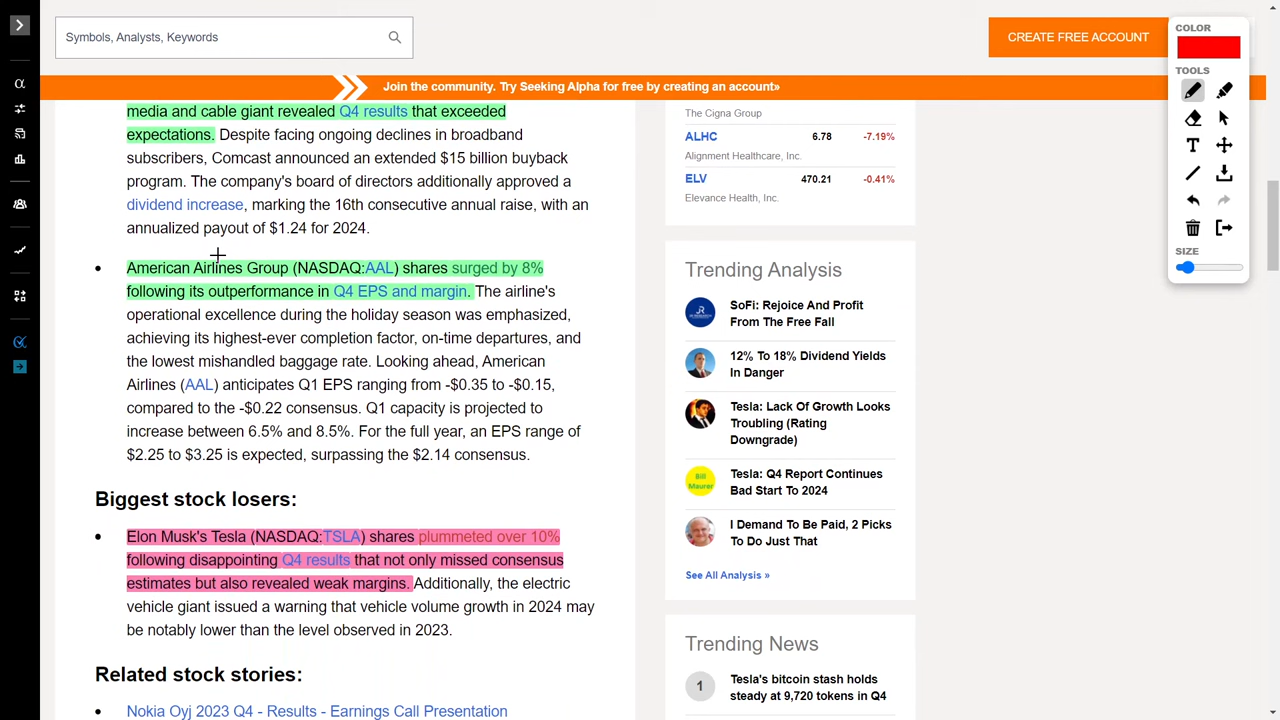 Symbols, Analysts, Keywords
CREATE FREE ACCOUNT
Join the community. Try Seeking Alpha for free by creating an account»
media and cable giant revealed Q4 results that exceeded
expectations. Despite facing ongoing declines in broadband
subscribers, Comcast announced an extended $15 billion buyback
program. The company's board of directors additionally approved a
dividend increase, marking the 16th consecutive annual raise, with an
annualized payout of $1.24 for 2024.
American Airlines Group (NASDAQ:AAL) shares surged by 8%
following its outperformance in Q4 EPS and margin. The airline's
operational excellence during the holiday season was emphasized,
achieving its highest-ever completion factor, on-time departures, and
the lowest mishandled baggage rate. Looking ahead, American
Airlines (AAL) anticipates Q1 EPS ranging from -$0.35 to -$0.15,
compared to the -$0.22 consensus. Q1 capacity is projected to
increase between 6.5% and 8.5%. For the full year, an EPS range of
$2.25 to $3.25 is expected, surpassing the $2.14 consensus.
Biggest stock losers:
Elon Musk's Tesla (NASDAQ:TSLA) shares plummeted over 10%
following disappointing Q4 results that not only missed consensus
estimates but also revealed weak margins. Additionally, the electric
vehicle giant issued a warning that vehicle volume growth in 2024 may
be notably lower than the level observed in 2023.
Related stock stories:
Nokia Oyj 2023 Q4 - Results - Earnings Call Presentation
The Cigna Group
ALHC 6.78 -7.19%
Alignment Healthcare, Inc.
ELV 470.21 -0.41%
Elevance Health, Inc.
Trending Analysis
SoFi: Rejoice And Profit
From The Free Fall
12% To 18% Dividend Yields
In Danger
Tesla: Lack Of Growth Looks
Troubling (Rating
Downgrade)
Bill
Maurer
Tesla: Q4 Report Continues
Bad Start To 2024
I Demand To Be Paid, 2 Picks
To Do Just That
See All Analysis »
Trending News
1
Tesla's bitcoin stash holds
steady at 9,720 tokens in Q4
COLOR
TOOLS
T
SIZE